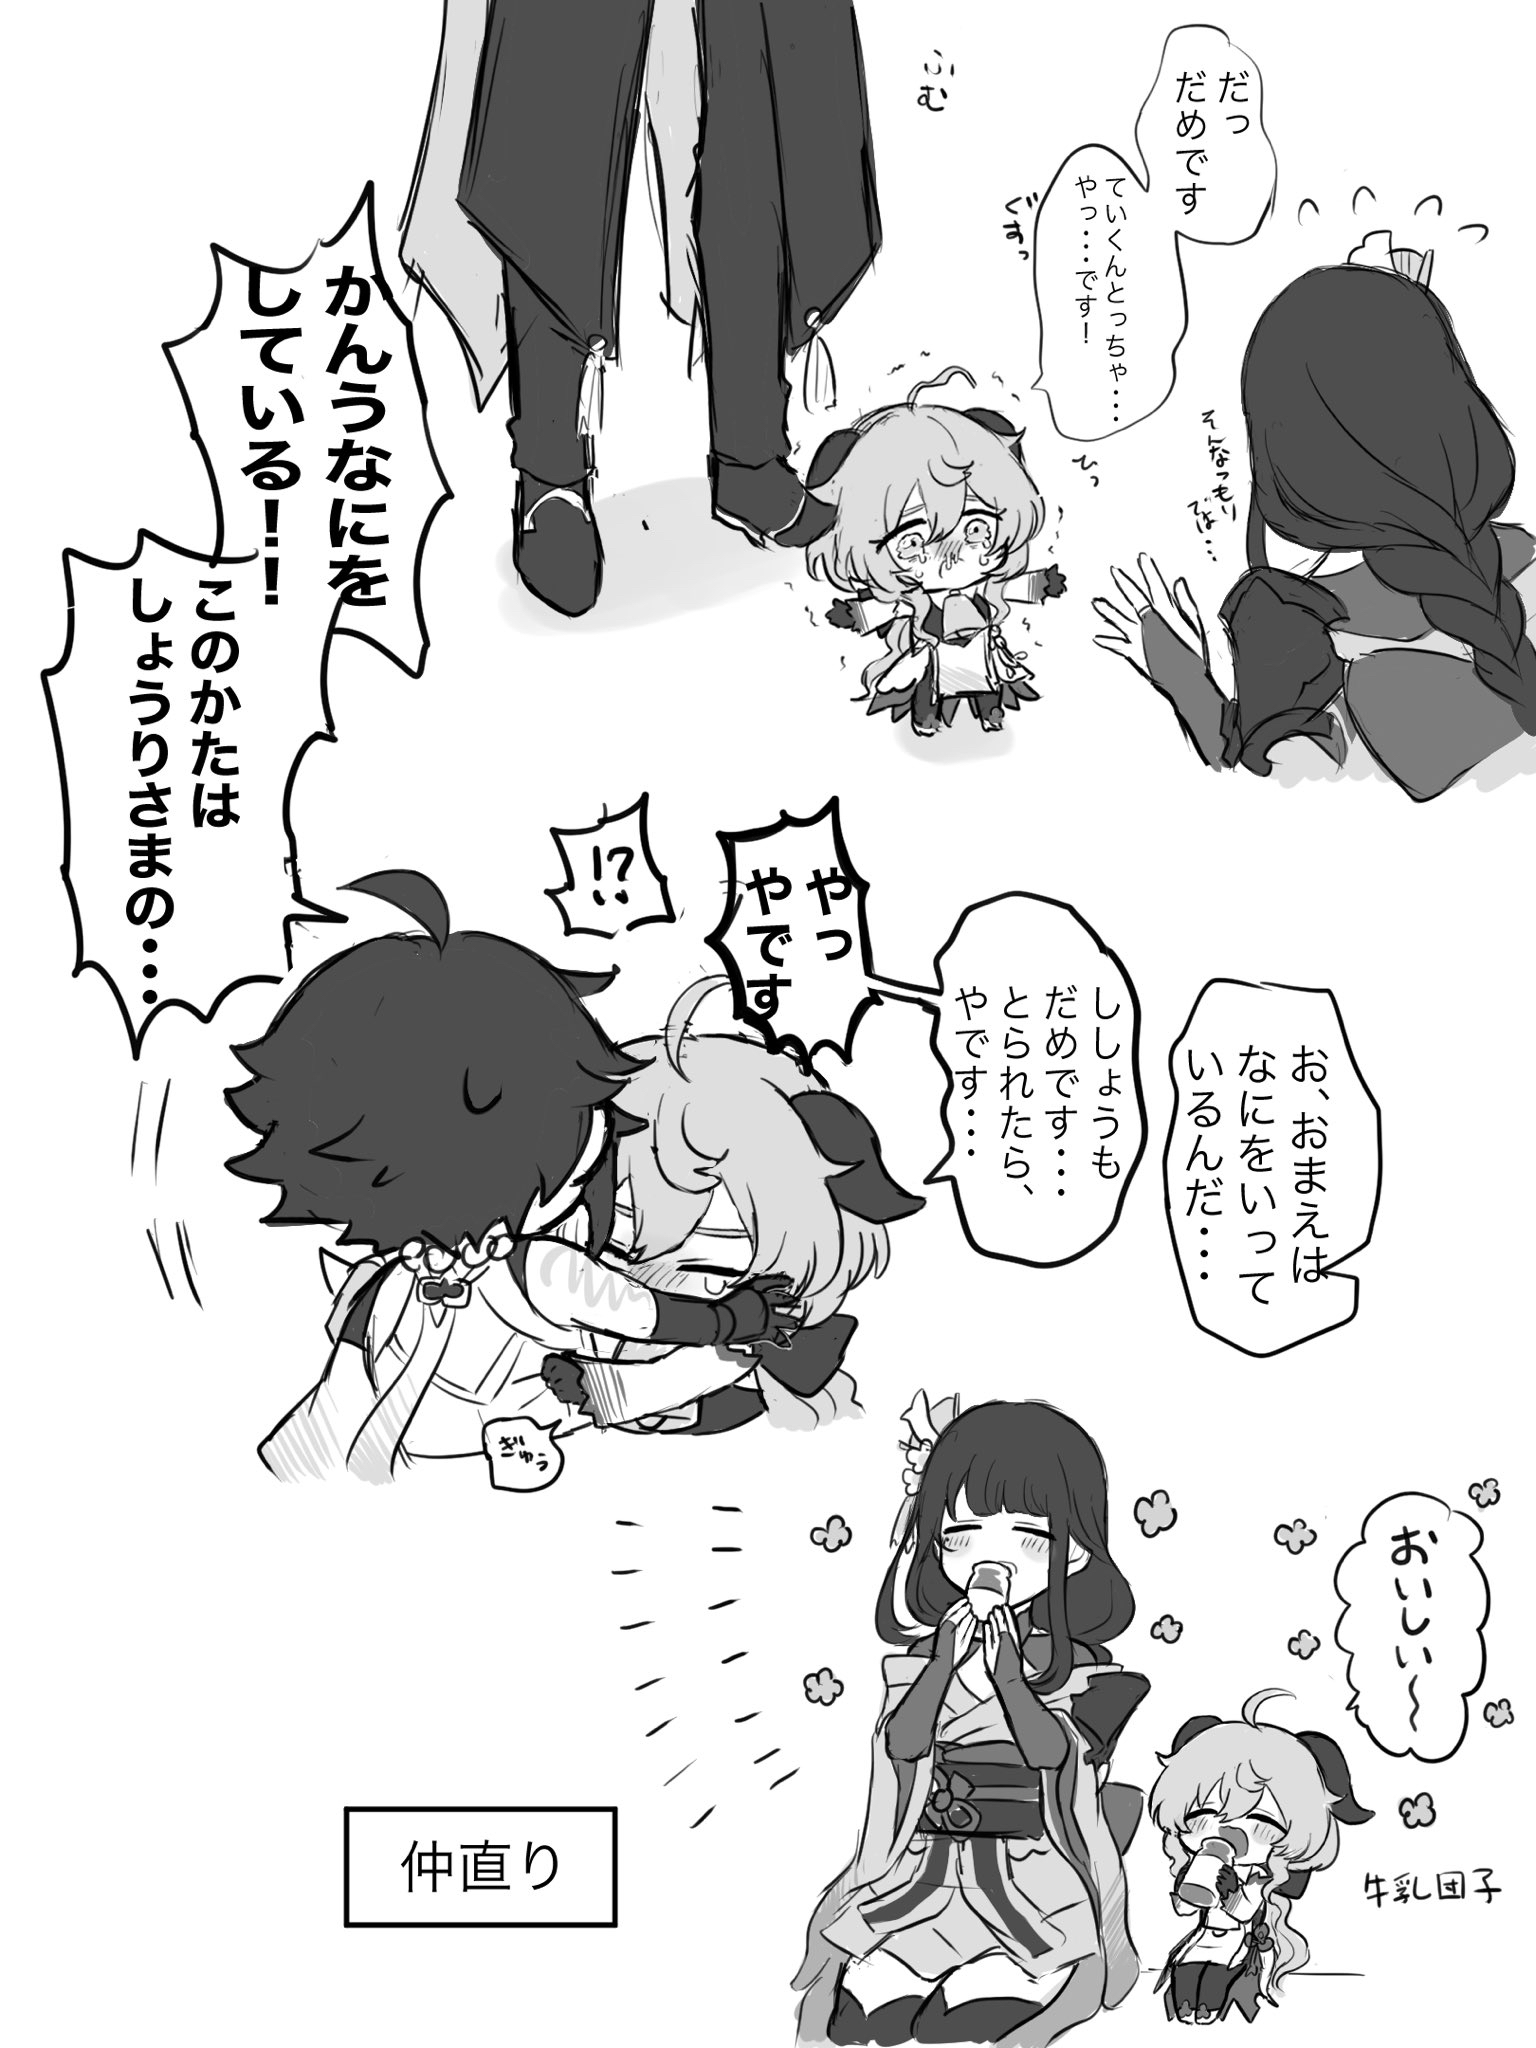 だっ
だめです
ていくんとっちゃ・・・
やっ・・・です！
ぐすっ
ふむ
ひっ
そんなつもり
では・・・
かんうなにを
している！！
このかたは
しょうりさまの・・・
!?
やっ
やです
ししょうも
だめです・・・
とられたら、
やです・・・
お、おまえは
なにをいって
いるんだ・・・
ぎゅう
おいしい〜
牛乳団子
仲直り